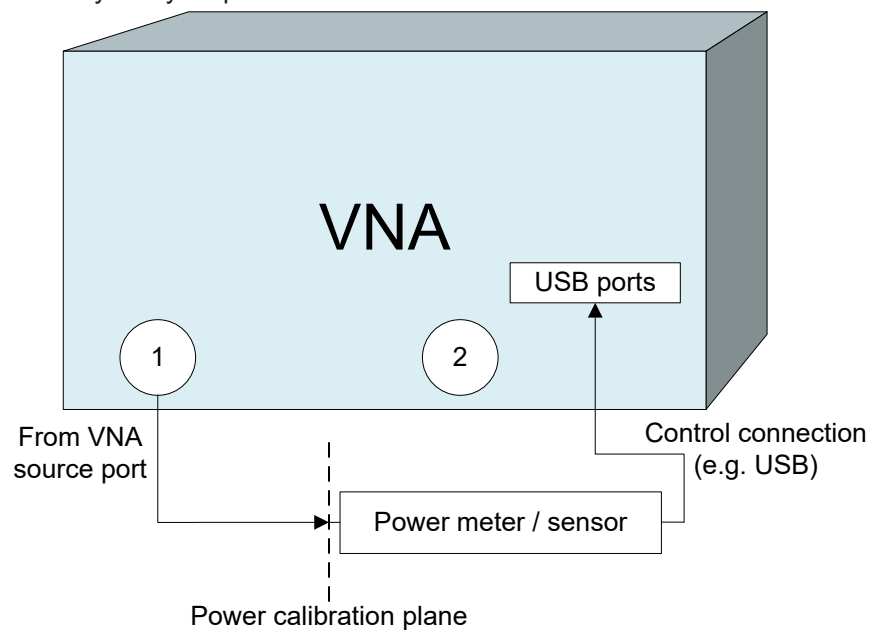 VNA
USB ports
1
2
From VNA
source port
Control connection
(e.g. USB)
Power meter / sensor
Power calibration plane